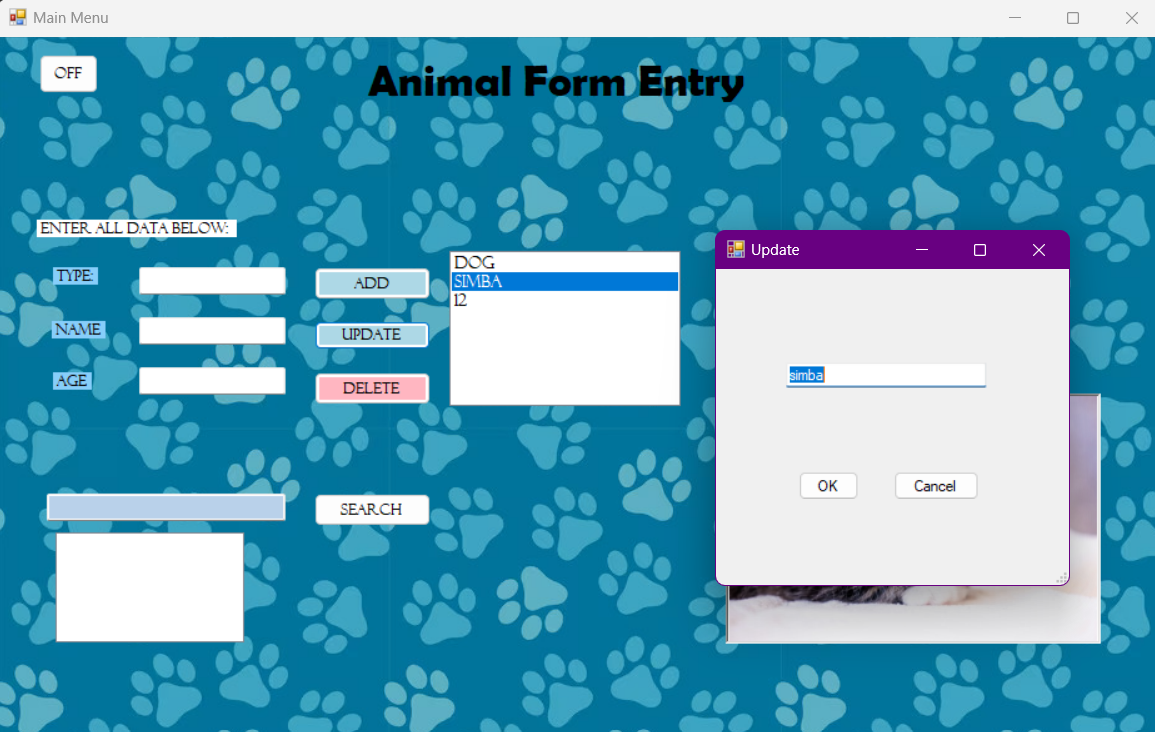 Main Menu
OFF
Animal Form Entry
ENTER ALL DATA BELOW:
TYPE:
NAME
AGE
ADD
UPDATE
DELETE
DOG
SIMBA
12
SEARCH
Update
simba
OK
Cancel